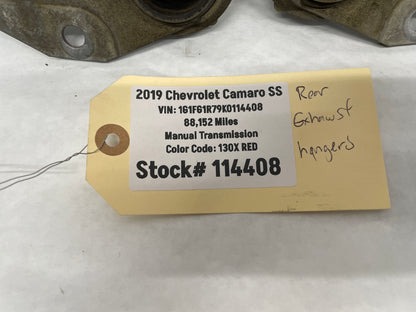 2019 Chevrolet Camaro SS
VIN: 1G1FG1R79K0114408
88,152 Miles
Manual Transmission
Color Code: 130X RED
Stock# 114408
Rear
Exhaust
hangers